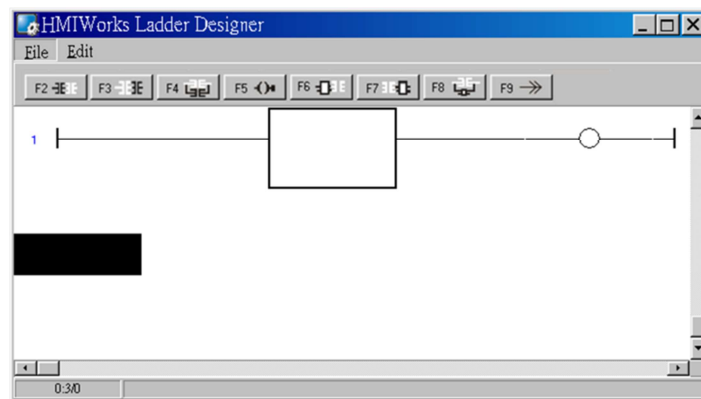 HMIWorks Ladder Designer
File Edit
F2 F3 F4 F5 F6 F7 F8 F9
1
0:3/0